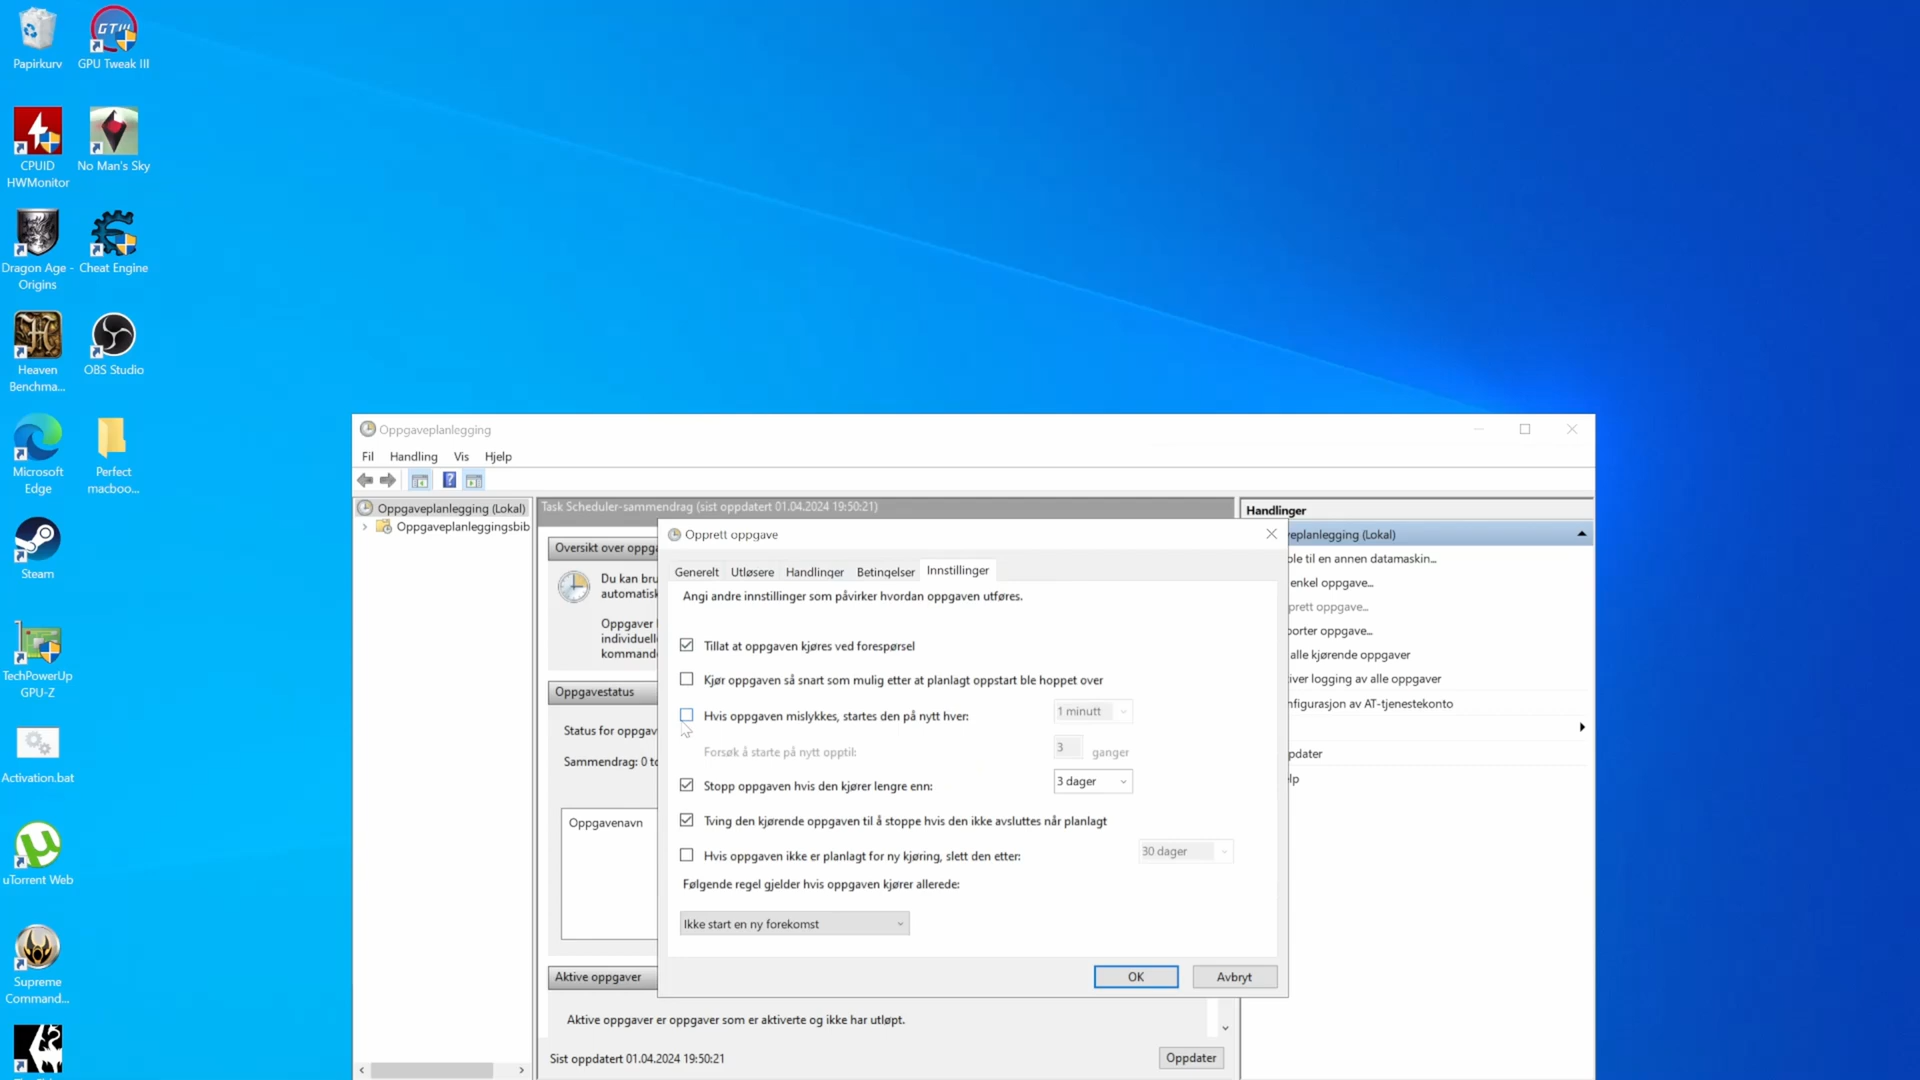 Papirkurv
GPU Tweak III
CPUID
HWMonitor
No Man's Sky
Dragon Age -
Origins
Cheat Engine
Heaven
Benchma...
OBS Studio
Microsoft
Edge
Perfect
macboo...
Steam
TechPowerUp
GPU-Z
Activation.bat
uTorrent Web
Supreme
Command...
Oppgaveplanlegging
Fil Handling Vis Hjelp
Oppgaveplanlegging (Lokal)
Oppgaveplanleggingsbib
Task Scheduler-sammendrag (sist oppdatert 01.04.2024 19:50:21)
Oversikt over oppga
Du kan bru
automatisk
Oppgaver l
individuell
kommand
Oppgavestatus
Status for oppgav
Sammendrag: 0 to
Oppgavenavn
Aktive oppgaver
Aktive oppgaver er oppgaver som er aktiverte og ikke har utløpt.
Sist oppdatert 01.04.2024 19:50:21
Oppdater
Opprett oppgave
Generelt Utløsere Handlinger Betingelser Innstillinger
Angi andre innstillinger som påvirker hvordan oppgaven utføres.
Tillat at oppgaven kjøres ved forespørsel
Kjør oppgaven så snart som mulig etter at planlagt oppstart ble hoppet over
Hvis oppgaven mislykkes, startes den på nytt hver: 1 minutt
Forsøk å starte på nytt opptil: 3 ganger
Stopp oppgaven hvis den kjører lengre enn: 3 dager
Tving den kjørende oppgaven til å stoppe hvis den ikke avsluttes når planlagt
Hvis oppgaven ikke er planlagt for ny kjøring, slett den etter: 30 dager
Følgende regel gjelder hvis oppgaven kjører allerede:
Ikke start en ny forekomst
OK Avbryt
Handlinger
eplanlegging (Lokal)
ble til en annen datamaskin...
enkel oppgave...
prett oppgave...
porter oppgave...
alle kjørende oppgaver
iver logging av alle oppgaver
nfigurasjon av AT-tjenestekonto
pdater
lp